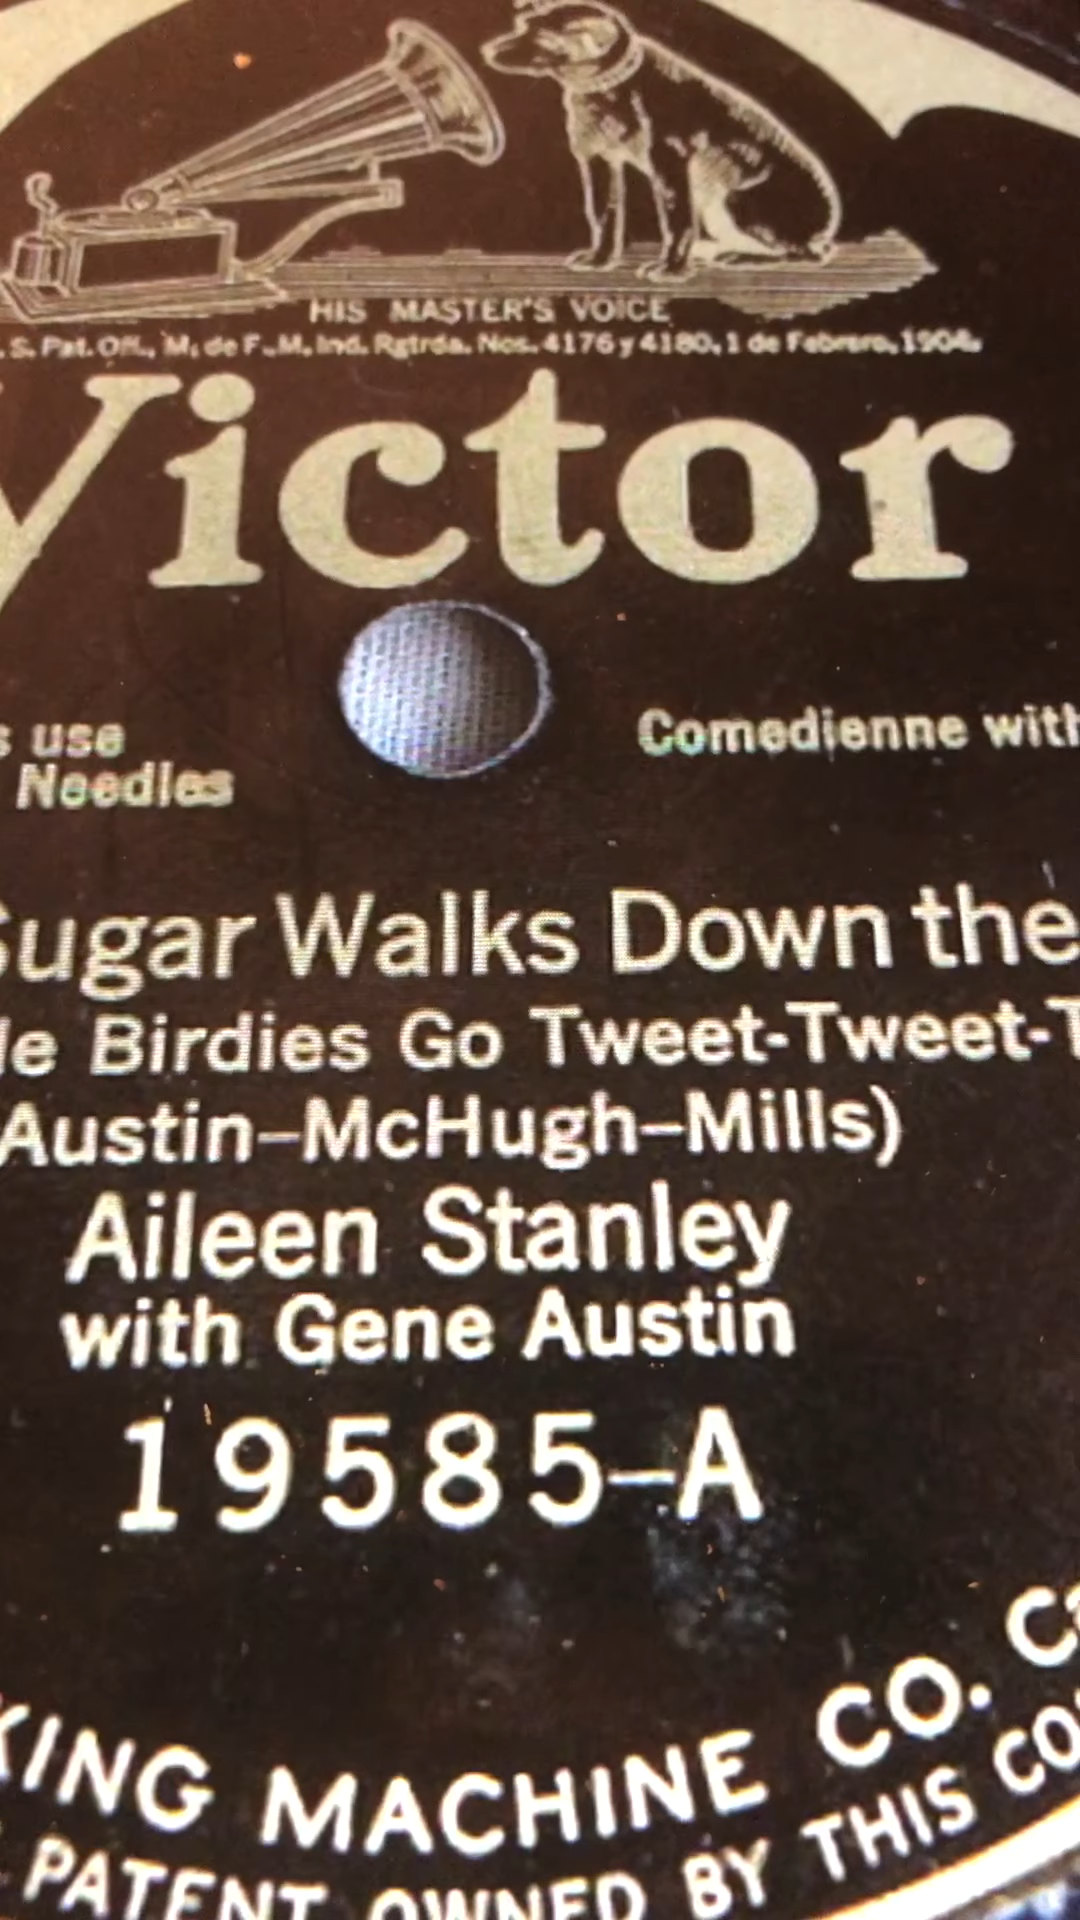 HIS MASTER'S VOICE
S. Pat. Off., M. de F. M. Ind. Rgtrda. Nos. 4176 y 4180, 1 de Febrero, 1904.
Victor
s use
Needles
Comedienne with
Sugar Walks Down the
le Birdies Go Tweet-Tweet-T
Austin–McHugh–Mills)
Aileen Stanley
with Gene Austin
19585–A
KING MACHINE CO. Ca
PATENT OWNED BY THIS CO